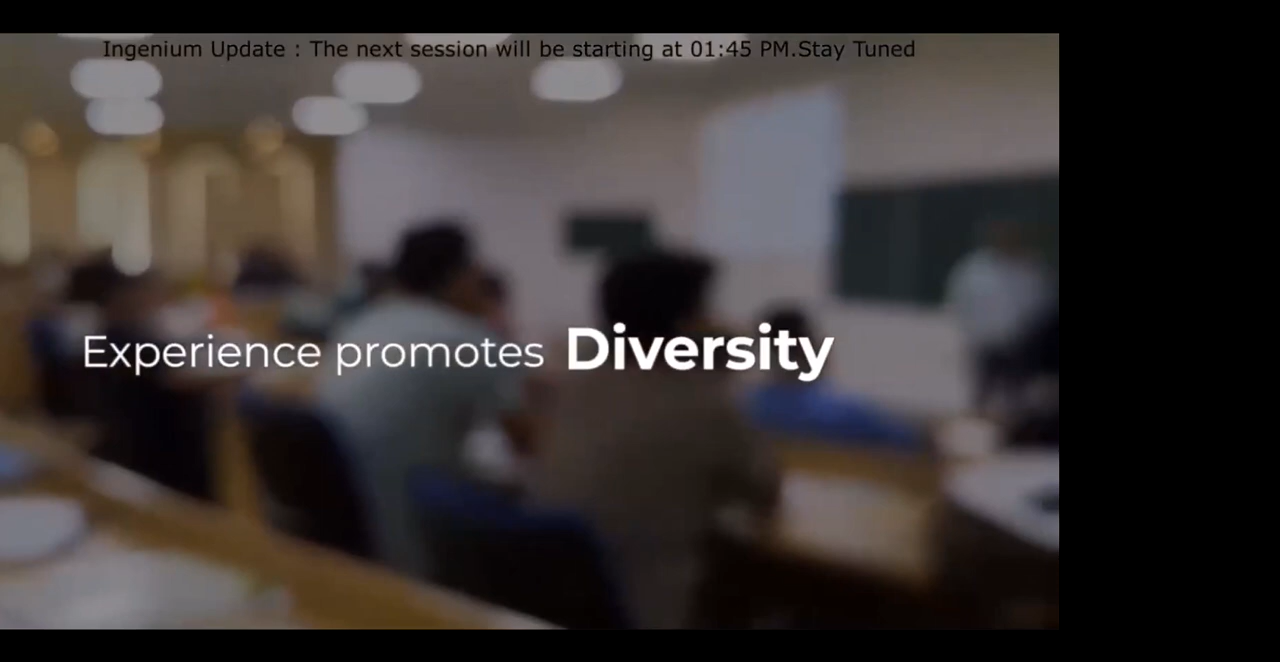 Ingenium Update : The next session will be starting at 01:45 PM.Stay Tuned
Experience promotes Diversity